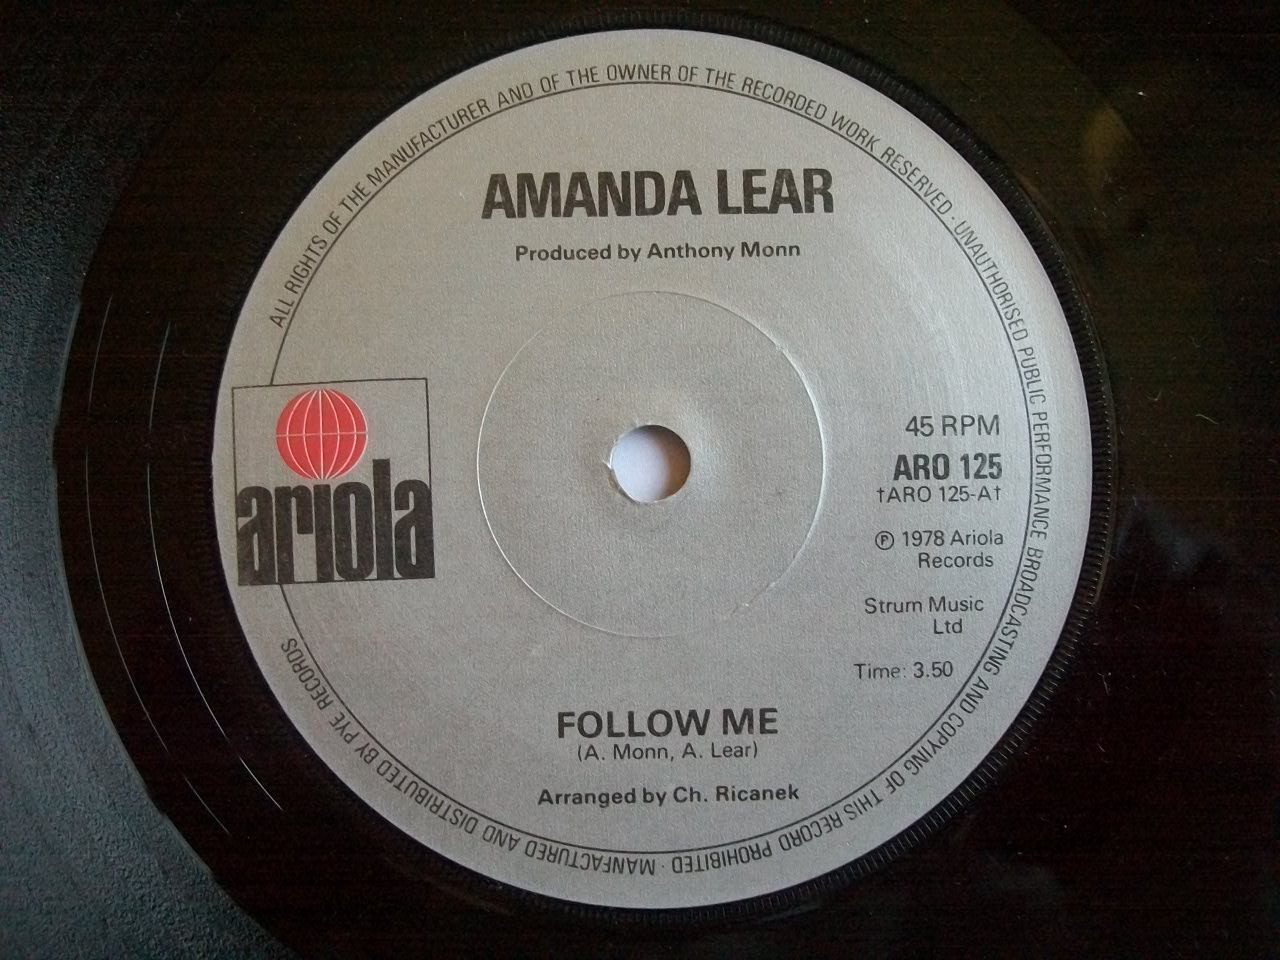 ALL RIGHTS OF THE MANUFACTURER AND OF THE OWNER OF THE RECORDED WORK RESERVED · UNAUTHORISED PUBLIC PERFORMANCE BROADCASTING AND COPYING OF THIS RECORD PROHIBITED · MANFACTURED AND DISTRIBUTED BY PYE RECORDS
AMANDA LEAR
Produced by Anthony Monn
ariola
45 RPM
ARO 125
†ARO 125-A†
℗ 1978 Ariola
Records
Strum Music
Ltd
Time: 3.50
FOLLOW ME
(A. Monn, A. Lear)
Arranged by Ch. Ricanek